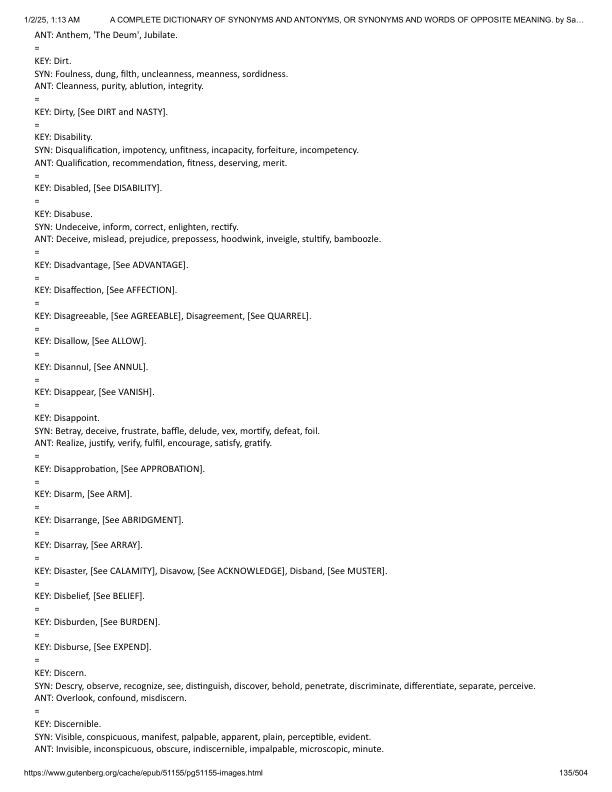 1/2/25, 1:13 AM A COMPLETE DICTIONARY OF SYNONYMS AND ANTONYMS, OR SYNONYMS AND WORDS OF OPPOSITE MEANING. by Sa…
ANT: Anthem, 'The Deum', Jubilate.
=
KEY: Dirt.
SYN: Foulness, dung, filth, uncleanness, meanness, sordidness.
ANT: Cleanness, purity, ablution, integrity.
=
KEY: Dirty, [See DIRT and NASTY].
=
KEY: Disability.
SYN: Disqualification, impotency, unfitness, incapacity, forfeiture, incompetency.
ANT: Qualification, recommendation, fitness, deserving, merit.
=
KEY: Disabled, [See DISABILITY].
=
KEY: Disabuse.
SYN: Undeceive, inform, correct, enlighten, rectify.
ANT: Deceive, mislead, prejudice, prepossess, hoodwink, inveigle, stultify, bamboozle.
=
KEY: Disadvantage, [See ADVANTAGE].
=
KEY: Disaffection, [See AFFECTION].
=
KEY: Disagreeable, [See AGREEABLE], Disagreement, [See QUARREL].
=
KEY: Disallow, [See ALLOW].
=
KEY: Disannul, [See ANNUL].
=
KEY: Disappear, [See VANISH].
=
KEY: Disappoint.
SYN: Betray, deceive, frustrate, baffle, delude, vex, mortify, defeat, foil.
ANT: Realize, justify, verify, fulfil, encourage, satisfy, gratify.
=
KEY: Disapprobation, [See APPROBATION].
=
KEY: Disarm, [See ARM].
=
KEY: Disarrange, [See ABRIDGMENT].
=
KEY: Disarray, [See ARRAY].
=
KEY: Disaster, [See CALAMITY], Disavow, [See ACKNOWLEDGE], Disband, [See MUSTER].
=
KEY: Disbelief, [See BELIEF].
=
KEY: Disburden, [See BURDEN].
=
KEY: Disburse, [See EXPEND].
=
KEY: Discern.
SYN: Descry, observe, recognize, see, distinguish, discover, behold, penetrate, discriminate, differentiate, separate, perceive.
ANT: Overlook, confound, misdiscern.
=
KEY: Discernible.
SYN: Visible, conspicuous, manifest, palpable, apparent, plain, perceptible, evident.
ANT: Invisible, inconspicuous, obscure, indiscernible, impalpable, microscopic, minute.
https://www.gutenberg.org/cache/epub/51155/pg51155-images.html 135/504